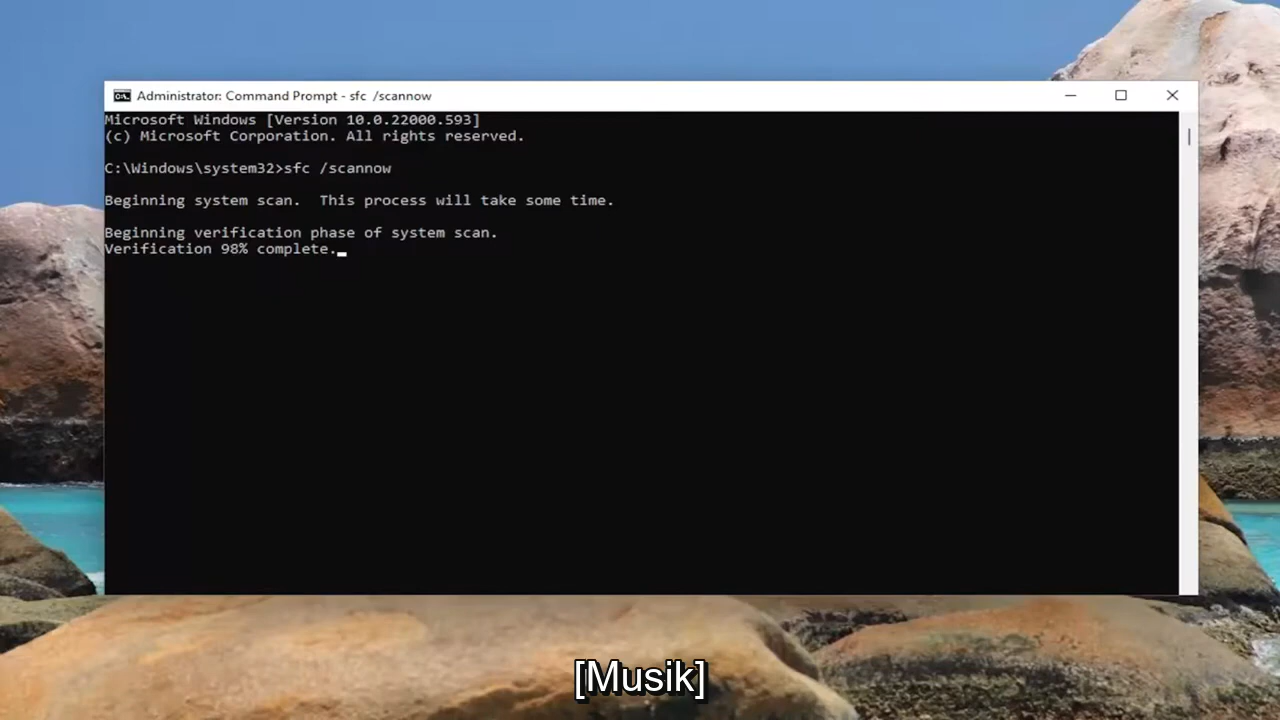 Administrator: Command Prompt - sfc /scannow
Microsoft Windows [Version 10.0.22000.593]
(c) Microsoft Corporation. All rights reserved.
C:\Windows\system32>sfc /scannow
Beginning system scan.  This process will take some time.
Beginning verification phase of system scan.
Verification 98% complete.
[Musik]